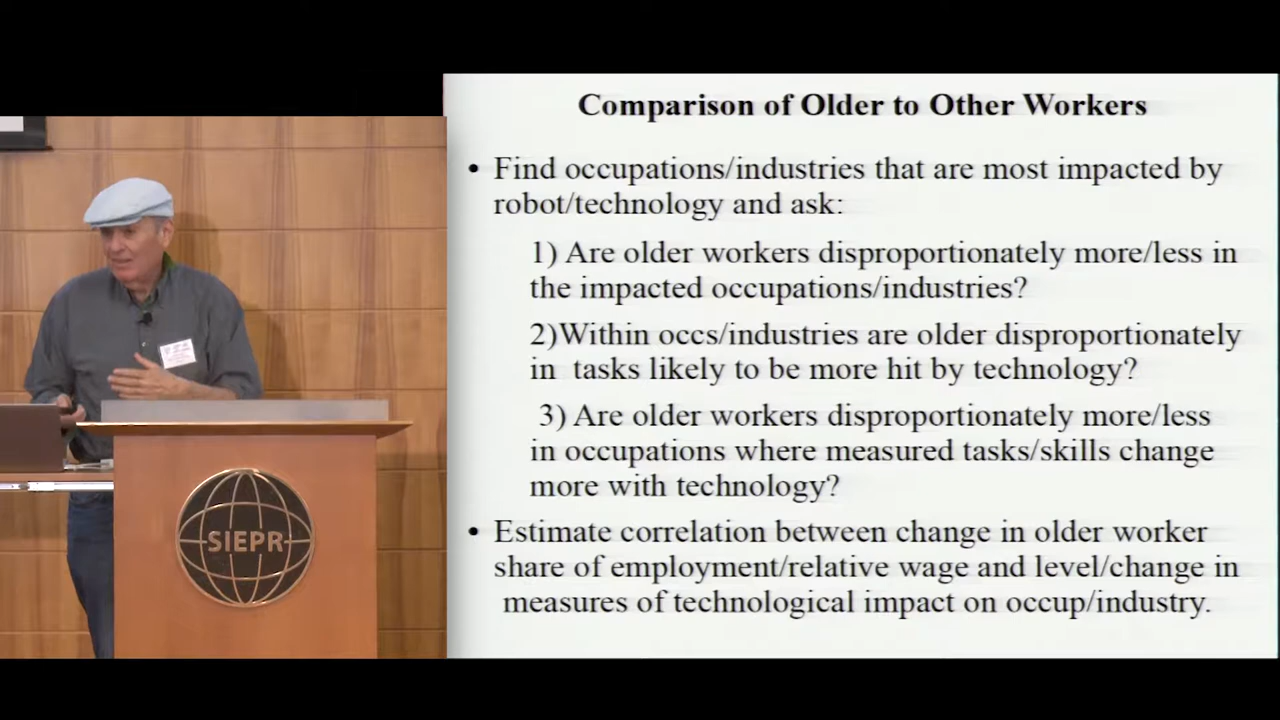 Comparison of Older to Other Workers
• Find occupations/industries that are most impacted by
robot/technology and ask:
1) Are older workers disproportionately more/less in
the impacted occupations/industries?
2)Within occs/industries are older disproportionately
in tasks likely to be more hit by technology?
3) Are older workers disproportionately more/less
in occupations where measured tasks/skills change
more with technology?
• Estimate correlation between change in older worker
share of employment/relative wage and level/change in
measures of technological impact on occup/industry.
SIEPR